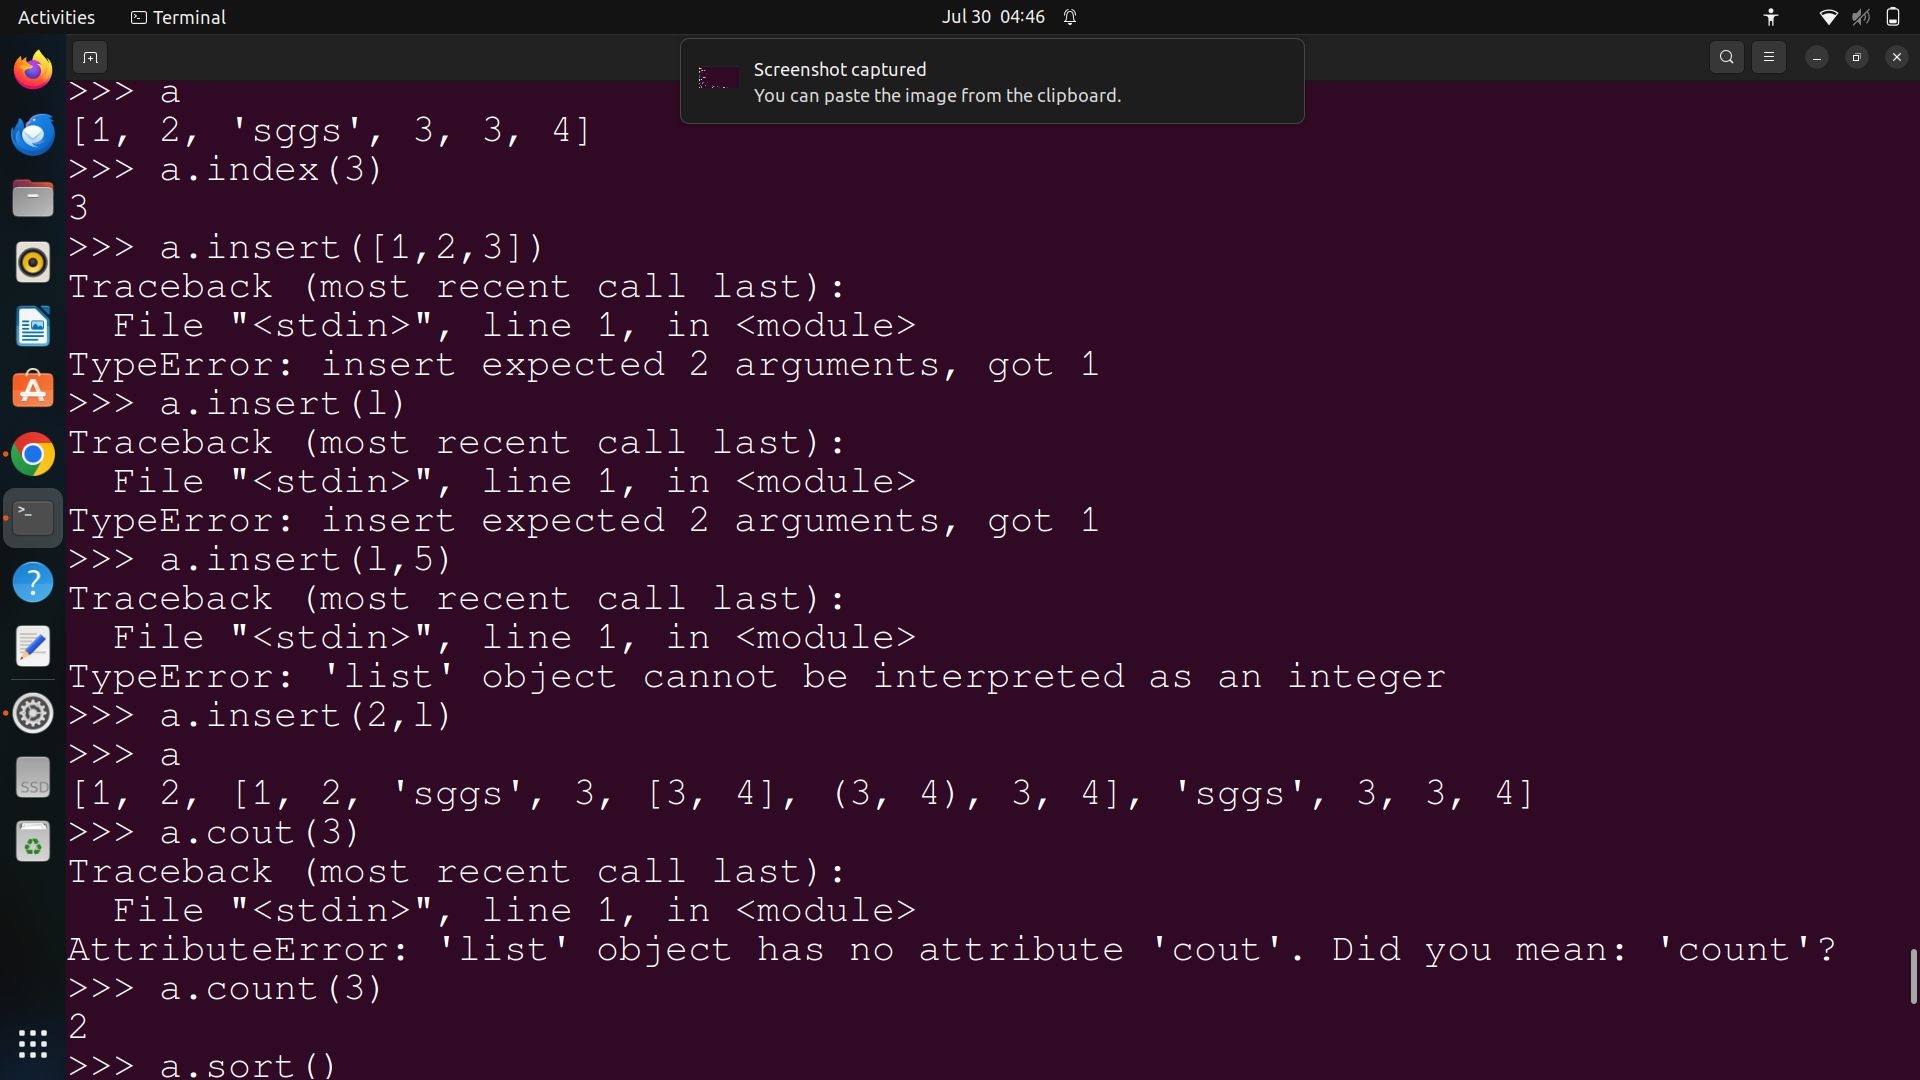 Activities Terminal Jul 30 04:46
Screenshot captured
You can paste the image from the clipboard.
>>> a
[1, 2, 'sggs', 3, 3, 4]
>>> a.index(3)
3
>>> a.insert([1,2,3])
Traceback (most recent call last):
  File "<stdin>", line 1, in <module>
TypeError: insert expected 2 arguments, got 1
>>> a.insert(l)
Traceback (most recent call last):
  File "<stdin>", line 1, in <module>
TypeError: insert expected 2 arguments, got 1
>>> a.insert(l,5)
Traceback (most recent call last):
  File "<stdin>", line 1, in <module>
TypeError: 'list' object cannot be interpreted as an integer
>>> a.insert(2,l)
>>> a
[1, 2, [1, 2, 'sggs', 3, [3, 4], (3, 4), 3, 4], 'sggs', 3, 3, 4]
>>> a.cout(3)
Traceback (most recent call last):
  File "<stdin>", line 1, in <module>
AttributeError: 'list' object has no attribute 'cout'. Did you mean: 'count'?
>>> a.count(3)
2
>>> a.sort()
SSD